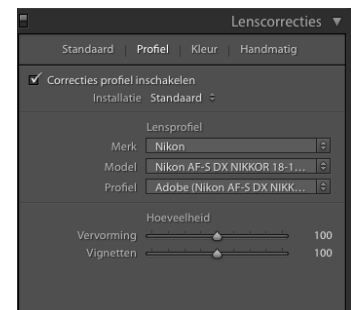 Lenscorrecties
Standaard | Profiel | Kleur | Handmatig
Correcties profiel inschakelen
Installatie Standaard
Lensprofiel
Merk Nikon
Model Nikon AF-S DX NIKKOR 18-1...
Profiel Adobe (Nikon AF-S DX NIKK...
Hoeveelheid
Vervorming 100
Vignetten 100